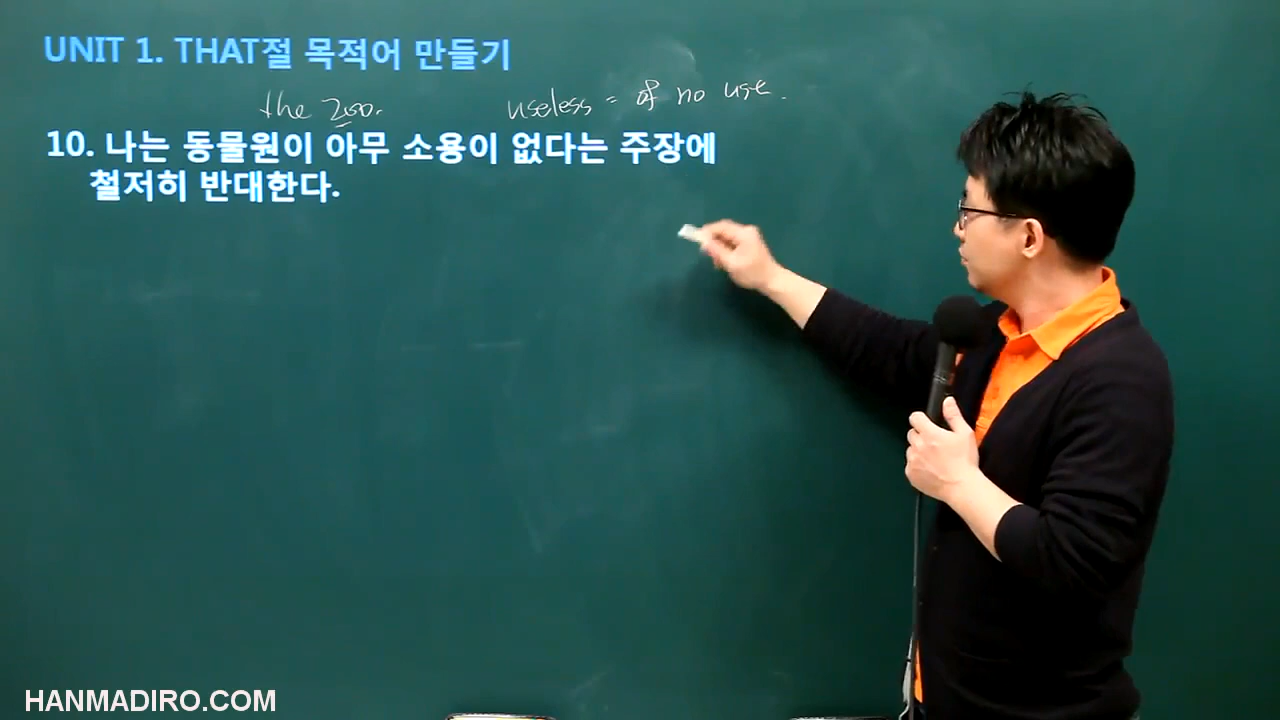 UNIT 1. THAT절 목적어 만들기
the zoo. useless = of no use.
10. 나는 동물원이 아무 소용이 없다는 주장에
철저히 반대한다.
HANMADIRO.COM